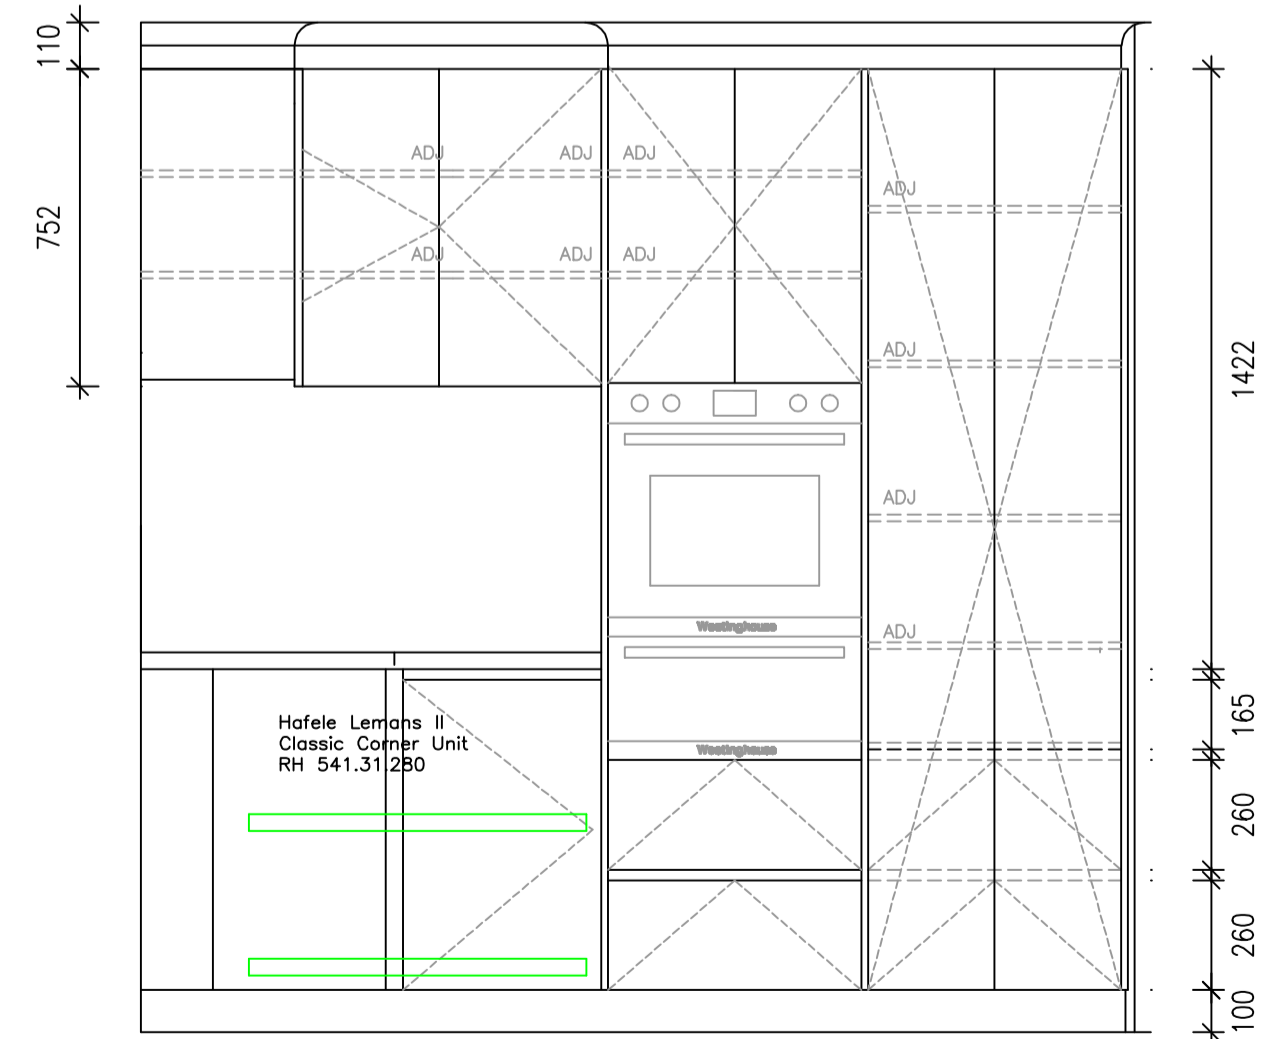 110
752
ADJ ADJ ADJ
ADJ
ADJ ADJ ADJ
ADJ
1422
ADJ
Westinghouse
ADJ
Hafele Lemans II
Classic Corner Unit
RH 541.31.280
165
Westinghouse
260
260
100